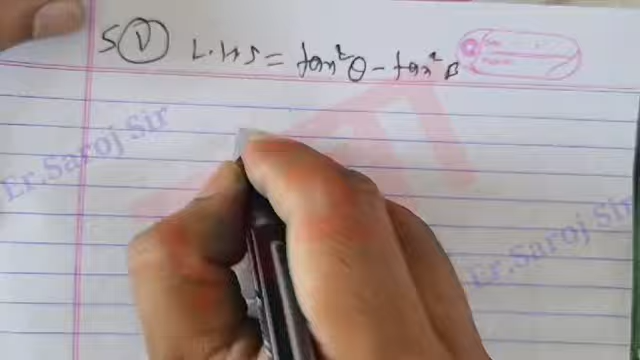 5 (V) L.H.S = tan²θ - tan²β
Er.Saroj Sir
Er.Saroj Sir